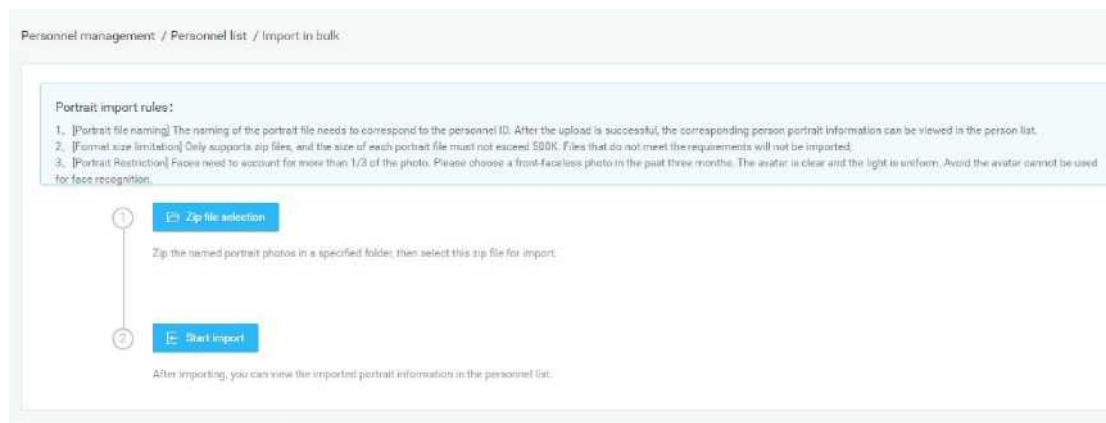 Personnel management / Personnel list / Import in bulk
Portrait import rules:
1、[Portrait file naming] The naming of the portrait file needs to correspond to the personnel ID. After the upload is successful, the corresponding person portrait information can be viewed in the person list.
2、[Format size limitation] Only supports zip files, and the size of each portrait file must not exceed 500K. Files that do not meet the requirements will not be imported;
3、[Portrait Restriction] Faces need to account for more than 1/3 of the photo. Please choose a front-faceless photo in the past three months. The avatar is clear and the light is uniform. Avoid the avatar cannot be used
for face recognition.
1 Zip file selection
Zip the named portrait photos in a specified folder, then select this zip file for import.
2 Start import
After importing, you can view the imported portrait information in the personnel list.